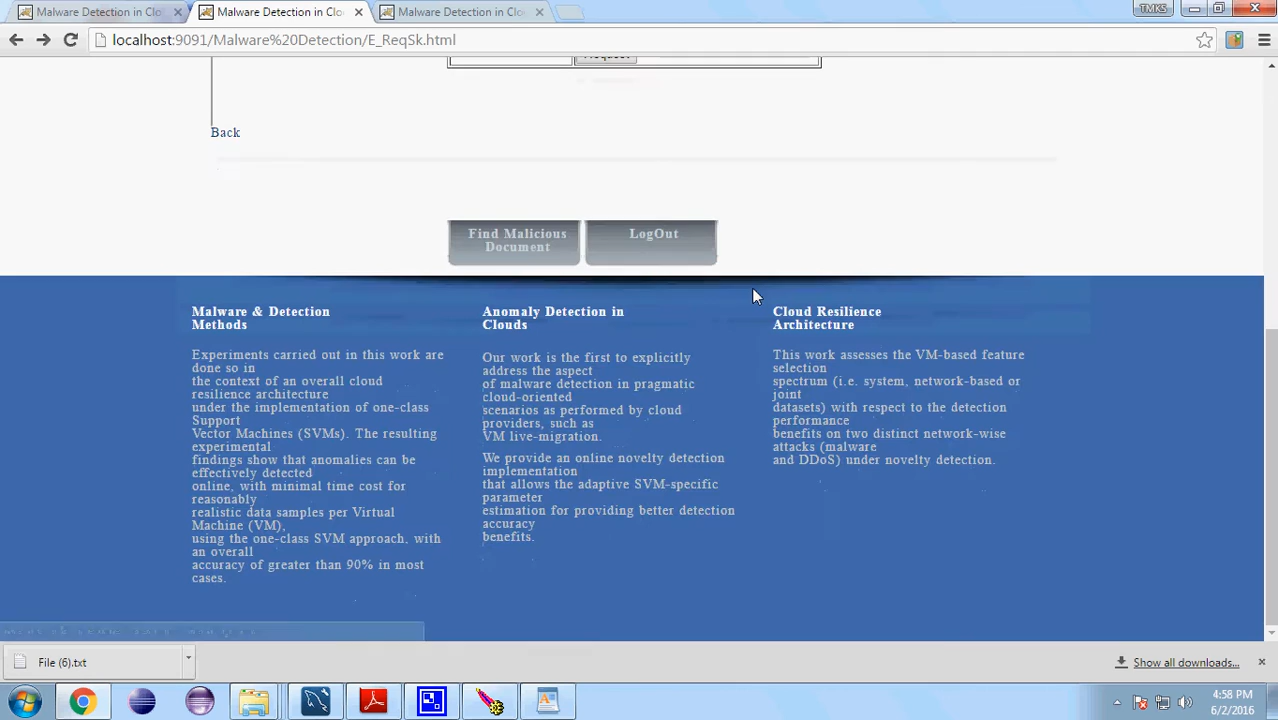 Malware Detection in Clo
Malware Detection in Clo
Malware Detection in Clo
TMKS
localhost:9091/Malware%20Detection/E_ReqSk.html
Back
Find Malicious
Document
LogOut
Malware & Detection
Methods
Experiments carried out in this work are
done so in
the context of an overall cloud
resilience architecture
under the implementation of one-class
Support
Vector Machines (SVMs). The resulting
experimental
findings show that anomalies can be
effectively detected
online, with minimal time cost for
reasonably
realistic data samples per Virtual
Machine (VM),
using the one-class SVM approach, with
an overall
accuracy of greater than 90% in most
cases.
Anomaly Detection in
Clouds
Our work is the first to explicitly
address the aspect
of malware detection in pragmatic
cloud-oriented
scenarios as performed by cloud
providers, such as
VM live-migration.
We provide an online novelty detection
implementation
that allows the adaptive SVM-specific
parameter
estimation for providing better detection
accuracy
benefits.
Cloud Resilience
Architecture
This work assesses the VM-based feature
selection
spectrum (i.e. system, network-based or
joint
datasets) with respect to the detection
performance
benefits on two distinct network-wise
attacks (malware
and DDoS) under novelty detection.
File (6).txt
Show all downloads...
4:58 PM
6/2/2016